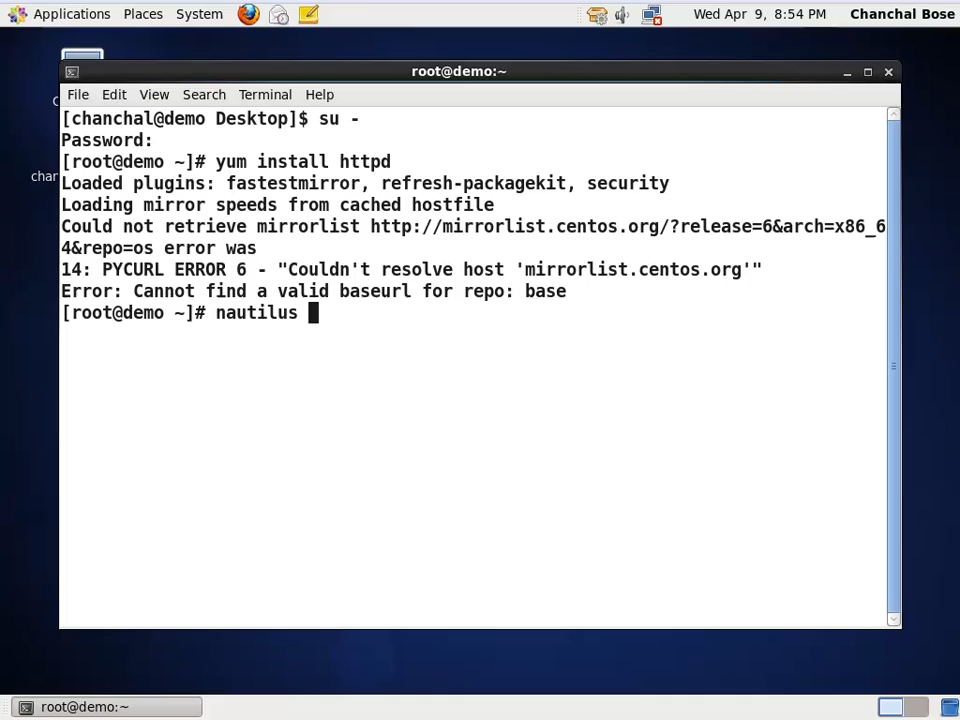 Applications Places System Wed Apr 9, 8:54 PM Chanchal Bose
root@demo:~
File Edit View Search Terminal Help
[chanchal@demo Desktop]$ su -
Password:
[root@demo ~]# yum install httpd
Loaded plugins: fastestmirror, refresh-packagekit, security
Loading mirror speeds from cached hostfile
Could not retrieve mirrorlist http://mirrorlist.centos.org/?release=6&arch=x86_6
4&repo=os error was
14: PYCURL ERROR 6 - "Couldn't resolve host 'mirrorlist.centos.org'"
Error: Cannot find a valid baseurl for repo: base
[root@demo ~]# nautilus
chan
root@demo:~